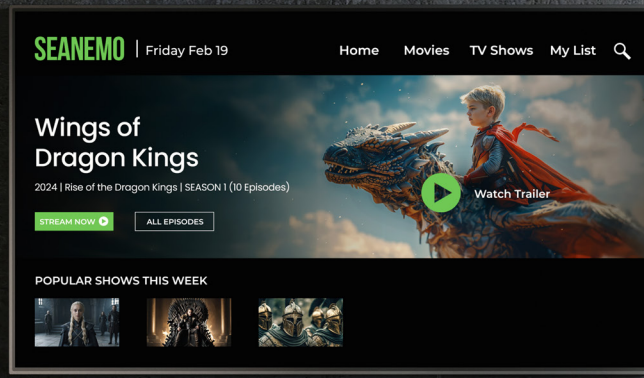 SEANEMO | Friday Feb 19
Home Movies TV Shows My List
Wings of
Dragon Kings
2024 | Rise of the Dragon Kings | SEASON 1 (10 Episodes)
Watch Trailer
STREAM NOW
ALL EPISODES
POPULAR SHOWS THIS WEEK